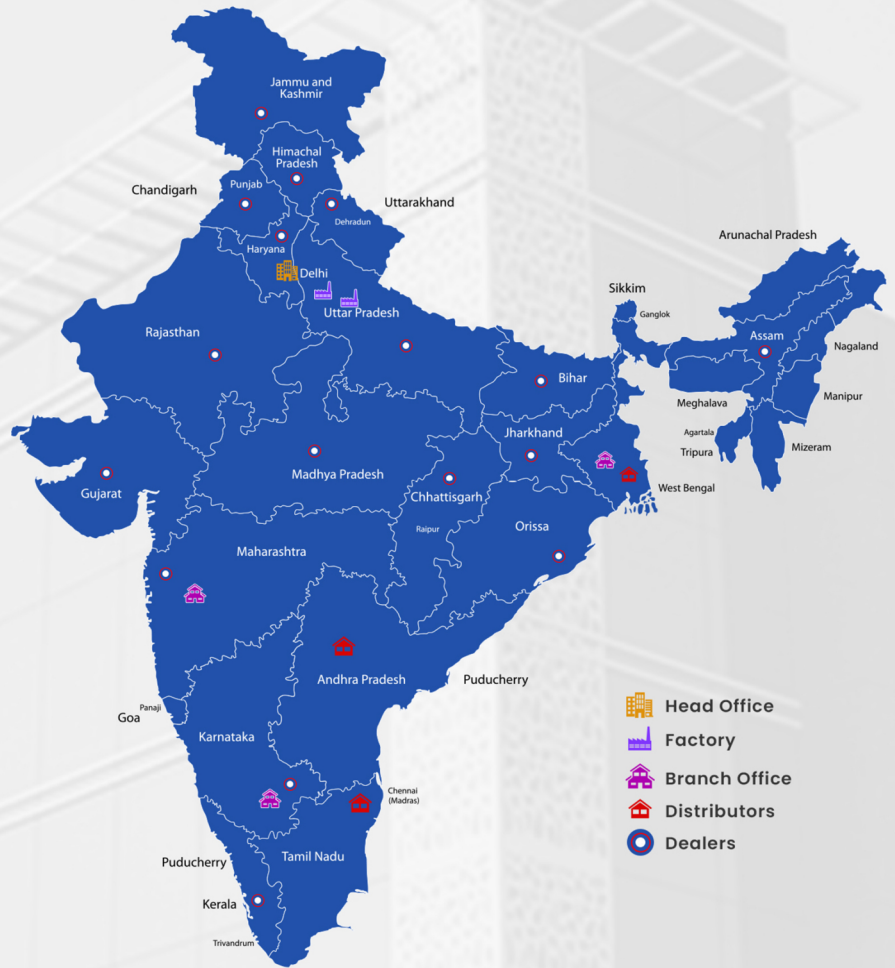 Jammu and
Kashmir
Himachal
Pradesh
Chandigarh
Punjab
Uttarakhand
Dehradun
Haryana
Delhi
Uttar Pradesh
Rajasthan
Arunachal Pradesh
Sikkim
Ganglok
Assam
Nagaland
Bihar
Meghalava
Manipur
Jharkhand
Agartala
Tripura
Mizeram
Madhya Pradesh
Gujarat
Chhattisgarh
West Bengal
Raipur
Orissa
Maharashtra
Andhra Pradesh
Puducherry
Panaji
Goa
Karnataka
Chennai
(Madras)
Tamil Nadu
Puducherry
Kerala
Trivandrum
Head Office
Factory
Branch Office
Distributors
Dealers